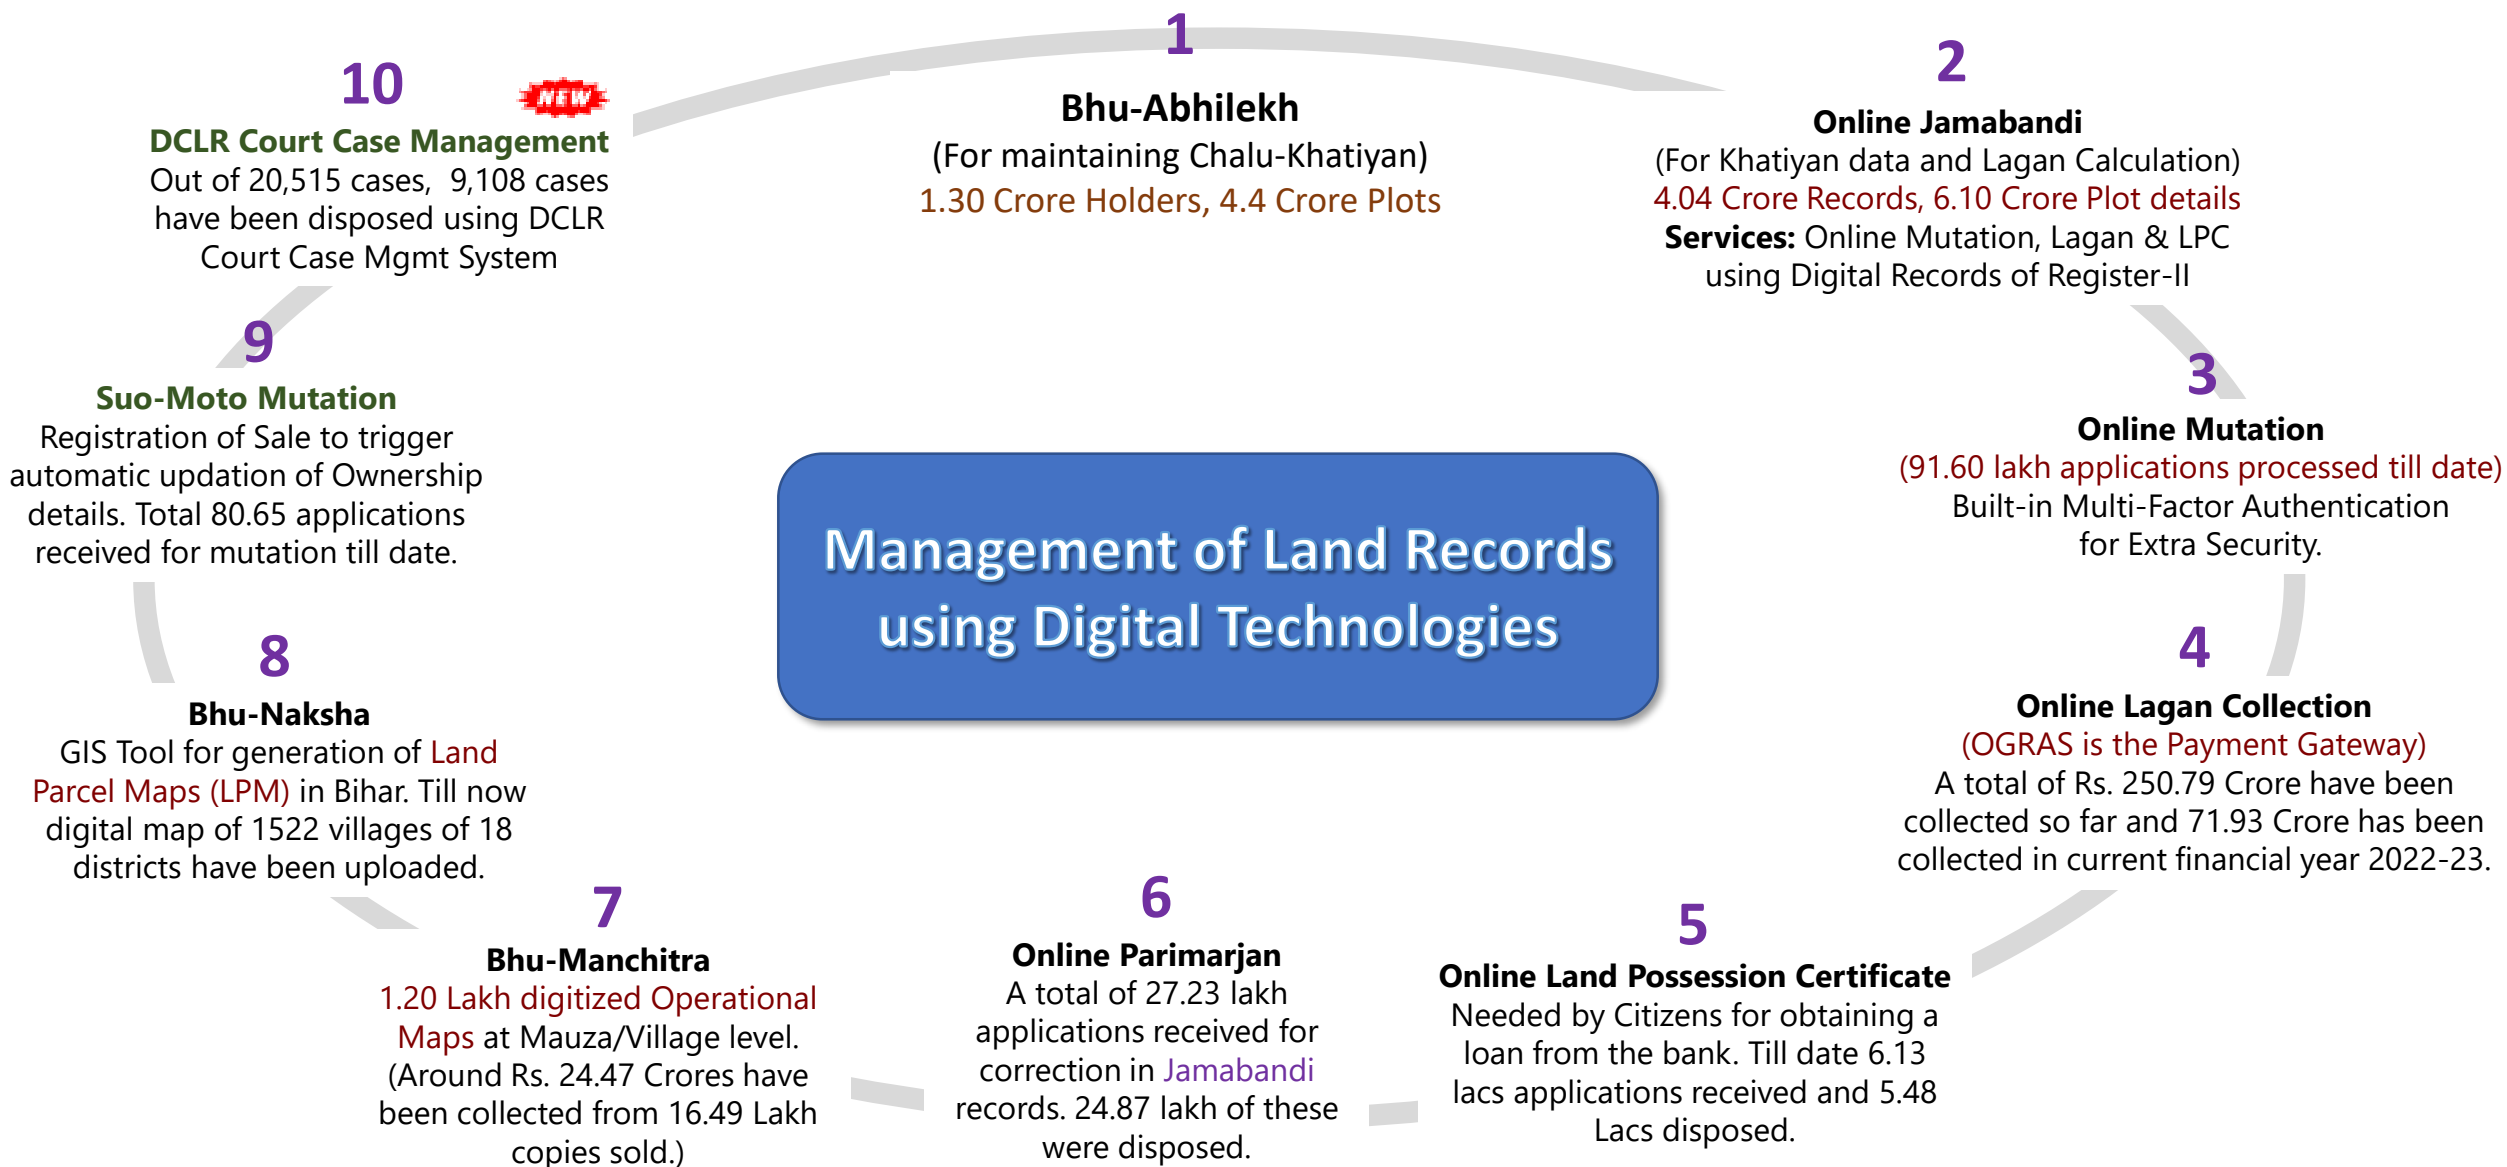 1
Bhu-Abhilekh
(For maintaining Chalu-Khatiyan)
1.30 Crore Holders, 4.4 Crore Plots
2
Online Jamabandi
(For Khatiyan data and Lagan Calculation)
4.04 Crore Records, 6.10 Crore Plot details
Services: Online Mutation, Lagan & LPC
using Digital Records of Register-II
3
Online Mutation
(91.60 lakh applications processed till date)
Built-in Multi-Factor Authentication
for Extra Security.
4
Online Lagan Collection
(OGRAS is the Payment Gateway)
A total of Rs. 250.79 Crore have been
collected so far and 71.93 Crore has been
collected in current financial year 2022-23.
5
Online Land Possession Certificate
Needed by Citizens for obtaining a
loan from the bank. Till date 6.13
lacs applications received and 5.48
Lacs disposed.
6
Online Parimarjan
A total of 27.23 lakh
applications received for
correction in Jamabandi
records. 24.87 lakh of these
were disposed.
7
Bhu-Manchitra
1.20 Lakh digitized Operational
Maps at Mauza/Village level.
(Around Rs. 24.47 Crores have
been collected from 16.49 Lakh
copies sold.)
8
Bhu-Naksha
GIS Tool for generation of Land
Parcel Maps (LPM) in Bihar. Till now
digital map of 1522 villages of 18
districts have been uploaded.
9
Suo-Moto Mutation
Registration of Sale to trigger
automatic updation of Ownership
details. Total 80.65 applications
received for mutation till date.
10
NEW
DCLR Court Case Management
Out of 20,515 cases, 9,108 cases
have been disposed using DCLR
Court Case Mgmt System
Management of Land Records
using Digital Technologies